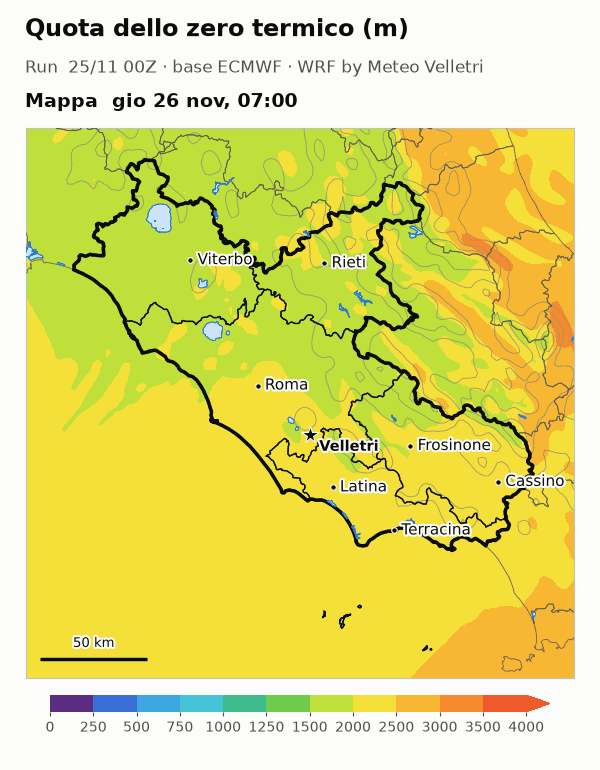 Quota dello zero termico (m)
Run  25/11 00Z · base ECMWF · WRF by Meteo Velletri
Mappa  gio 26 nov, 07:00
Viterbo
Rieti
Roma
Velletri
Frosinone
Latina
Cassino
Terracina
50 km
0 250 500 750 1000 1250 1500 2000 2500 3000 3500 4000